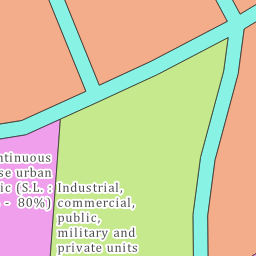 ntinuous
se urban
ic (S.L. :
- 80%)
Industrial,
commercial,
public,
military and
private units